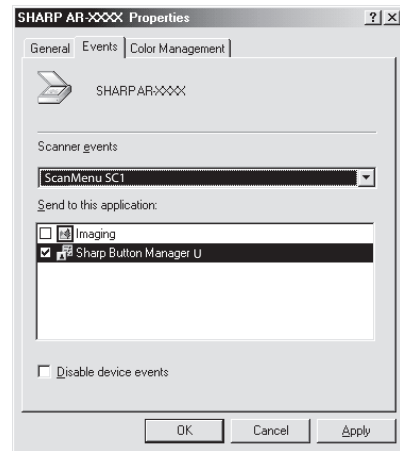 SHARP AR-XXXX Properties ? ×
General Events Color Management
SHARP AR-XXXX
Scanner events
ScanMenu SC1
Send to this application:
Imaging
Sharp Button Manager U
Disable device events
OK Cancel Apply